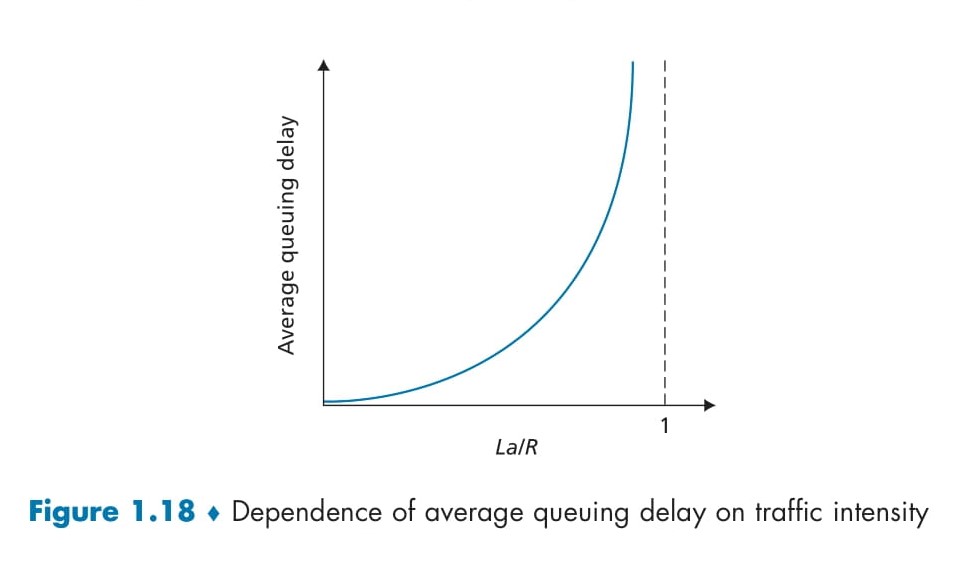 Average queuing delay
1
La/R
Figure 1.18 ♦ Dependence of average queuing delay on traffic intensity